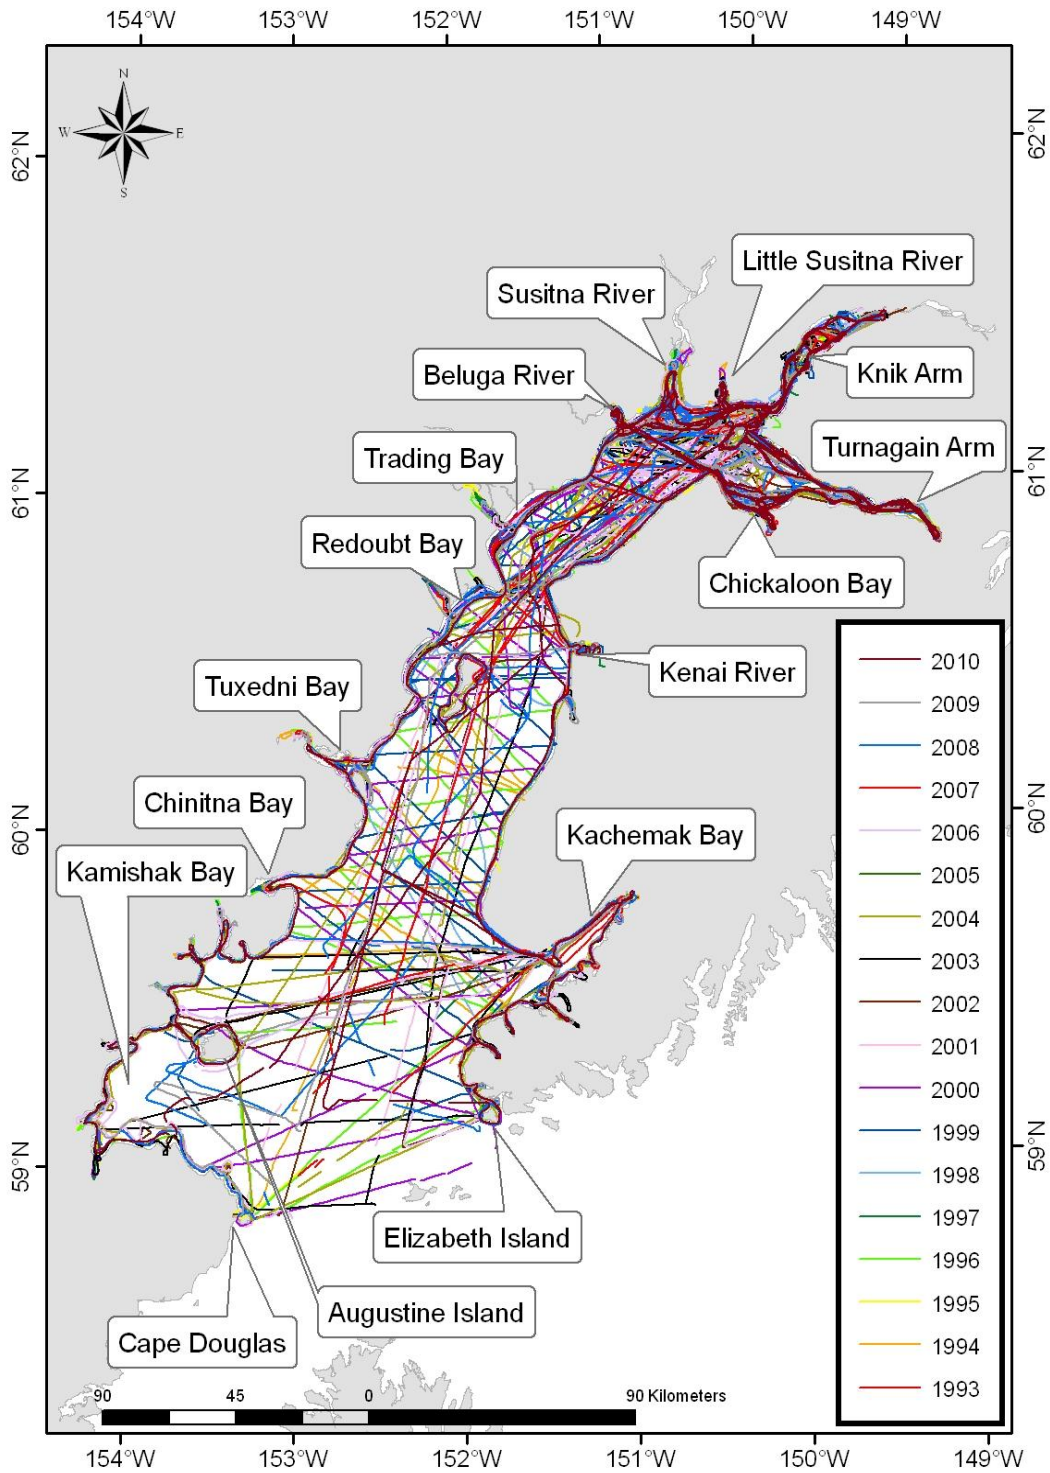 154°W 153°W 152°W 151°W 150°W 149°W
N
W E
S
62°N 62°N
Little Susitna River
Susitna River
Beluga River
Knik Arm
Trading Bay
Turnagain Arm
61°N 61°N
Redoubt Bay
Chickaloon Bay
Kenai River
Tuxedni Bay
Chinitna Bay
Kachemak Bay
60°N 60°N
Kamishak Bay
59°N 59°N
Elizabeth Island
Augustine Island
Cape Douglas
2010
2009
2008
2007
2006
2005
2004
2003
2002
2001
2000
1999
1998
1997
1996
1995
1994
1993
90 45 0 90 Kilometers
154°W 153°W 152°W 151°W 150°W 149°W